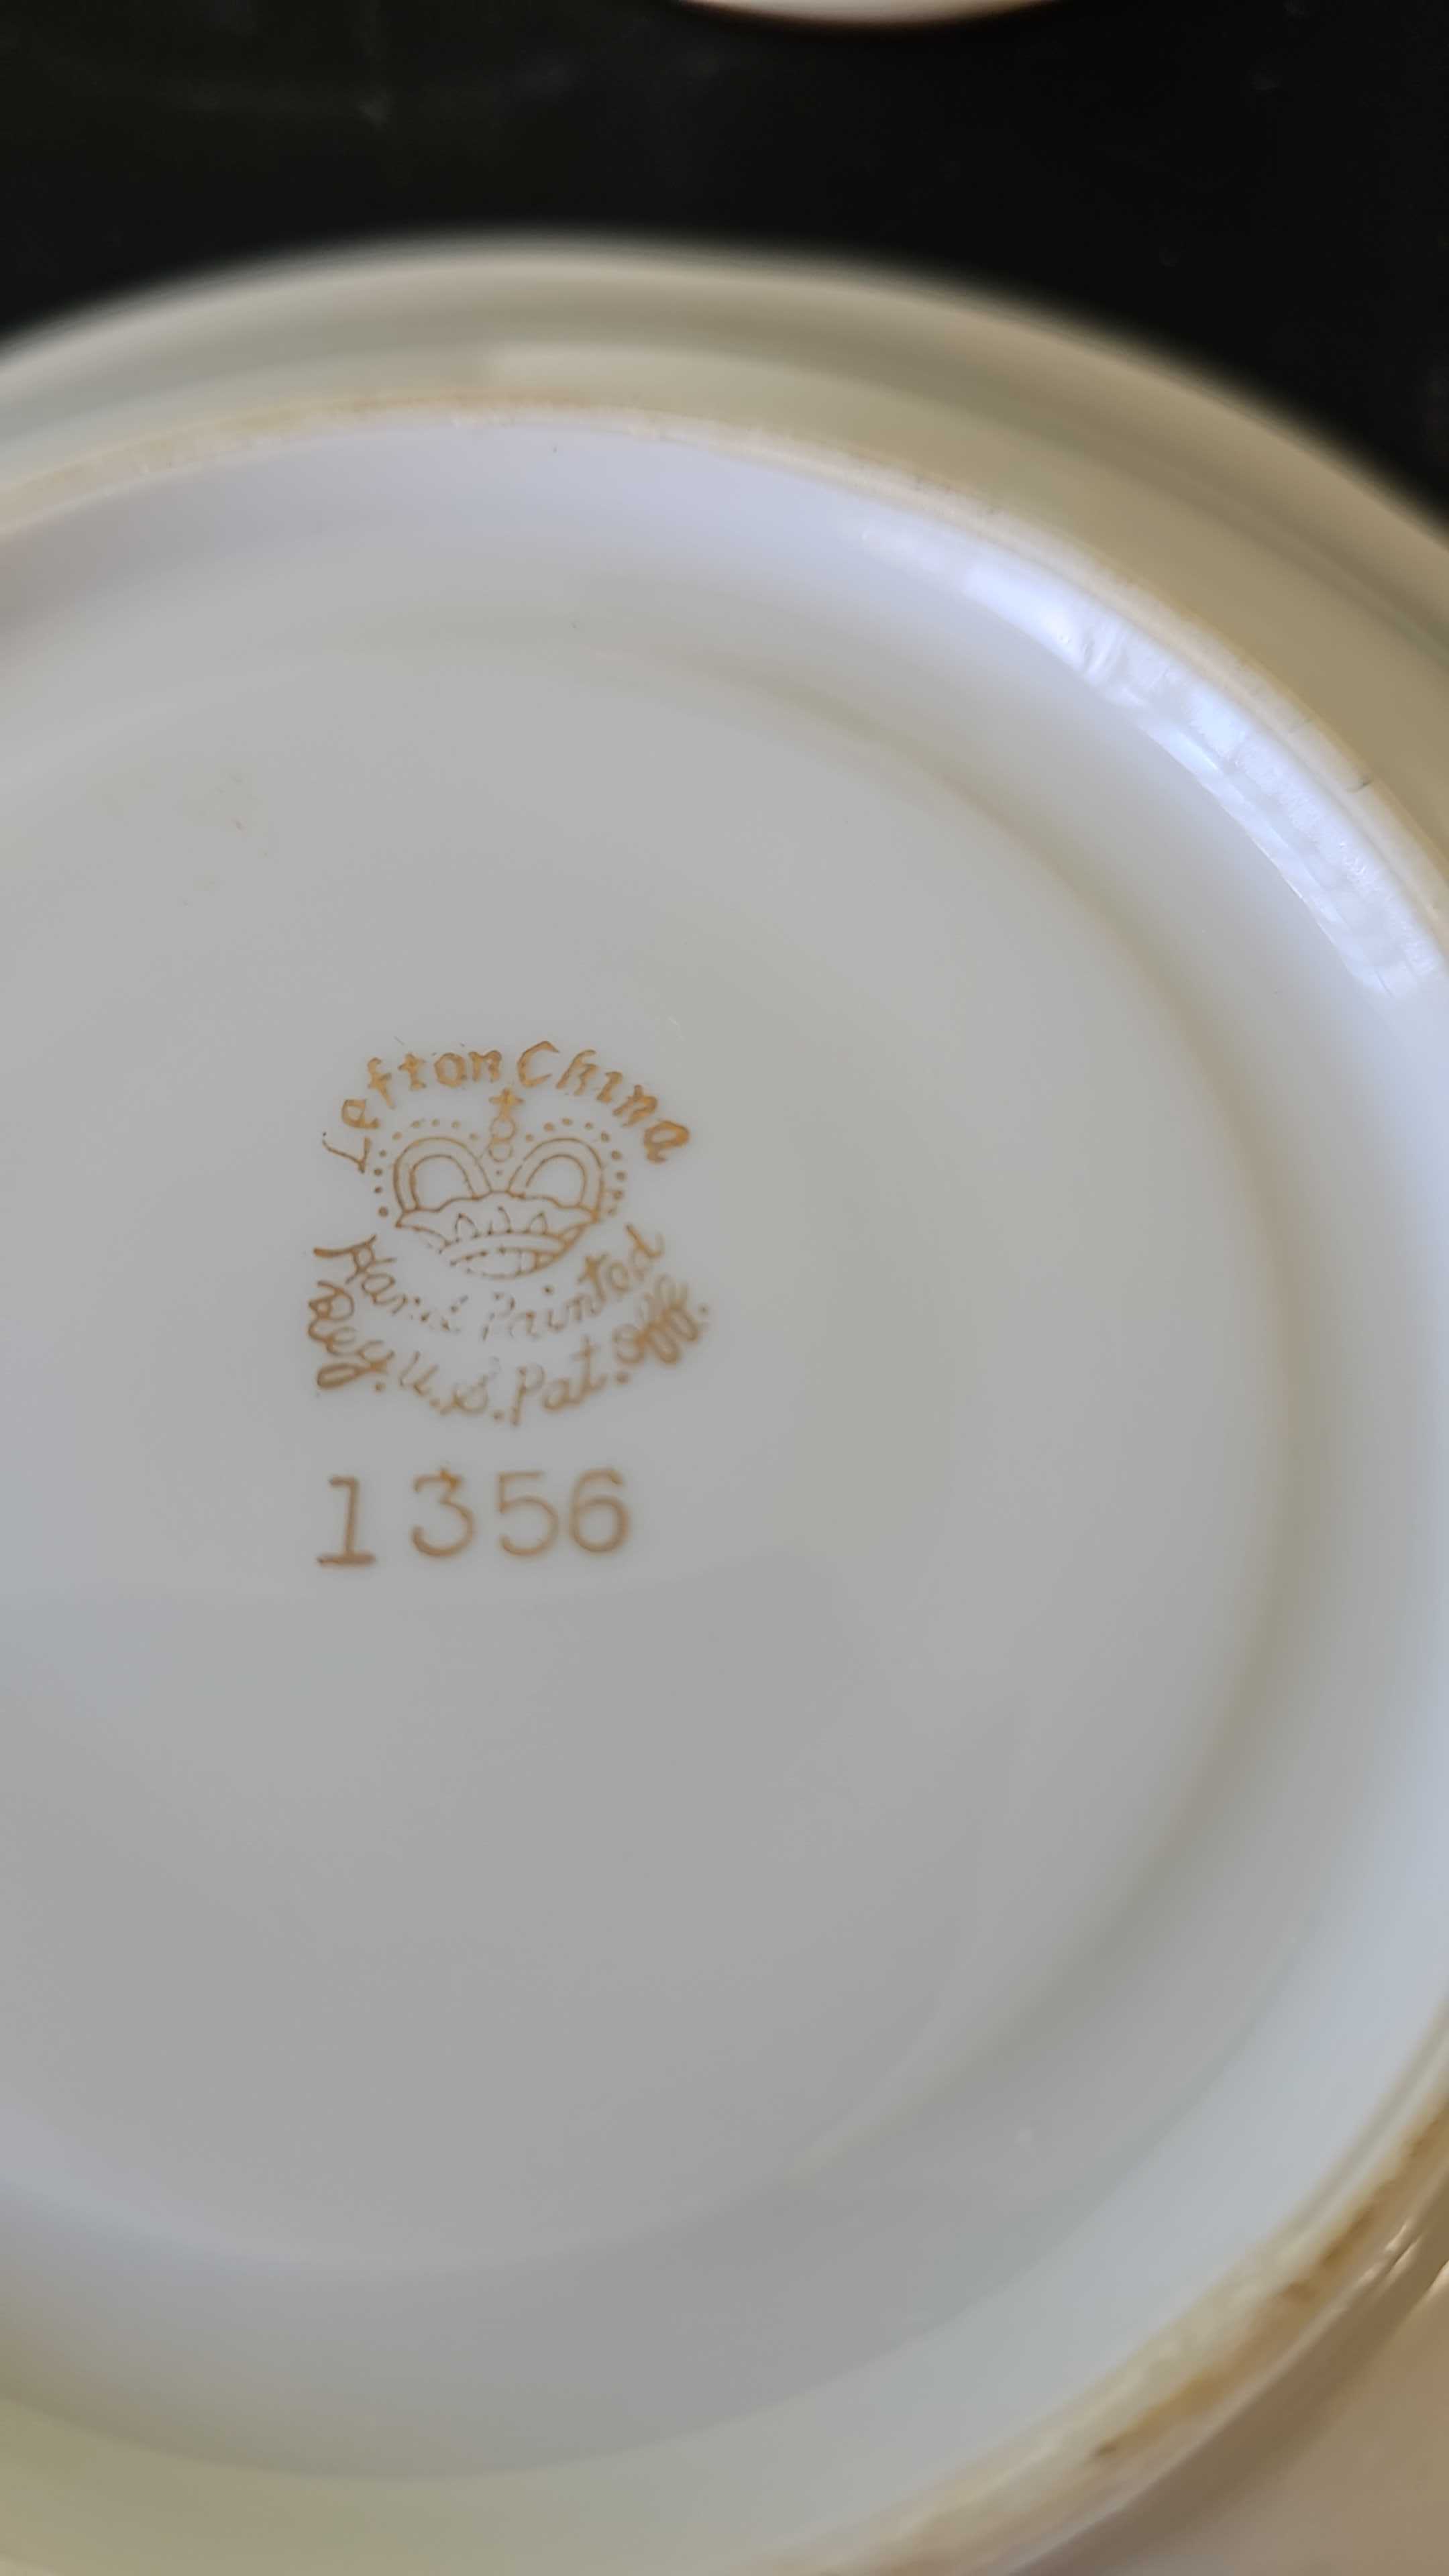 Lefton China
Hand Painted
Reg. U.S. Pat. Off.
1356